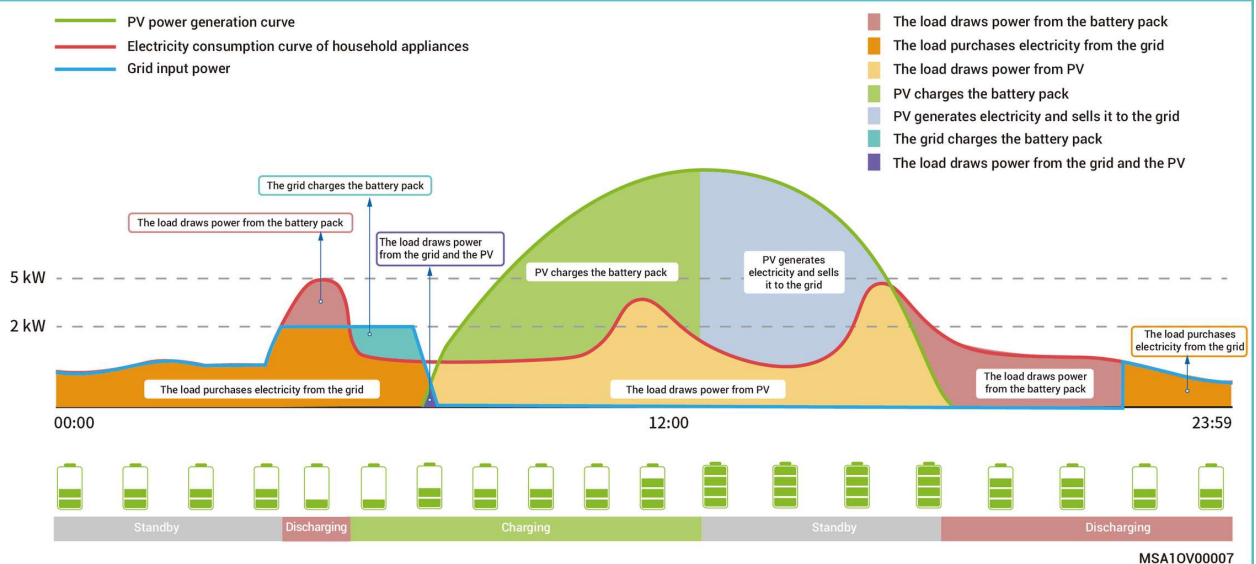 PV power generation curve
Electricity consumption curve of household appliances
Grid input power
The load draws power from the battery pack
The load purchases electricity from the grid
The load draws power from PV
PV charges the battery pack
PV generates electricity and sells it to the grid
The grid charges the battery pack
The load draws power from the grid and the PV
The grid charges the battery pack
The load draws power from the battery pack
The load draws power
from the grid and the PV
PV charges the battery pack
PV generates
electricity and sells
it to the grid
5 kW
2 kW
The load purchases
electricity from the grid
The load purchases electricity from the grid
The load draws power from PV
The load draws power
from the battery pack
00:00
12:00
23:59
Standby
Discharging
Charging
Standby
Discharging
MSA1OV00007